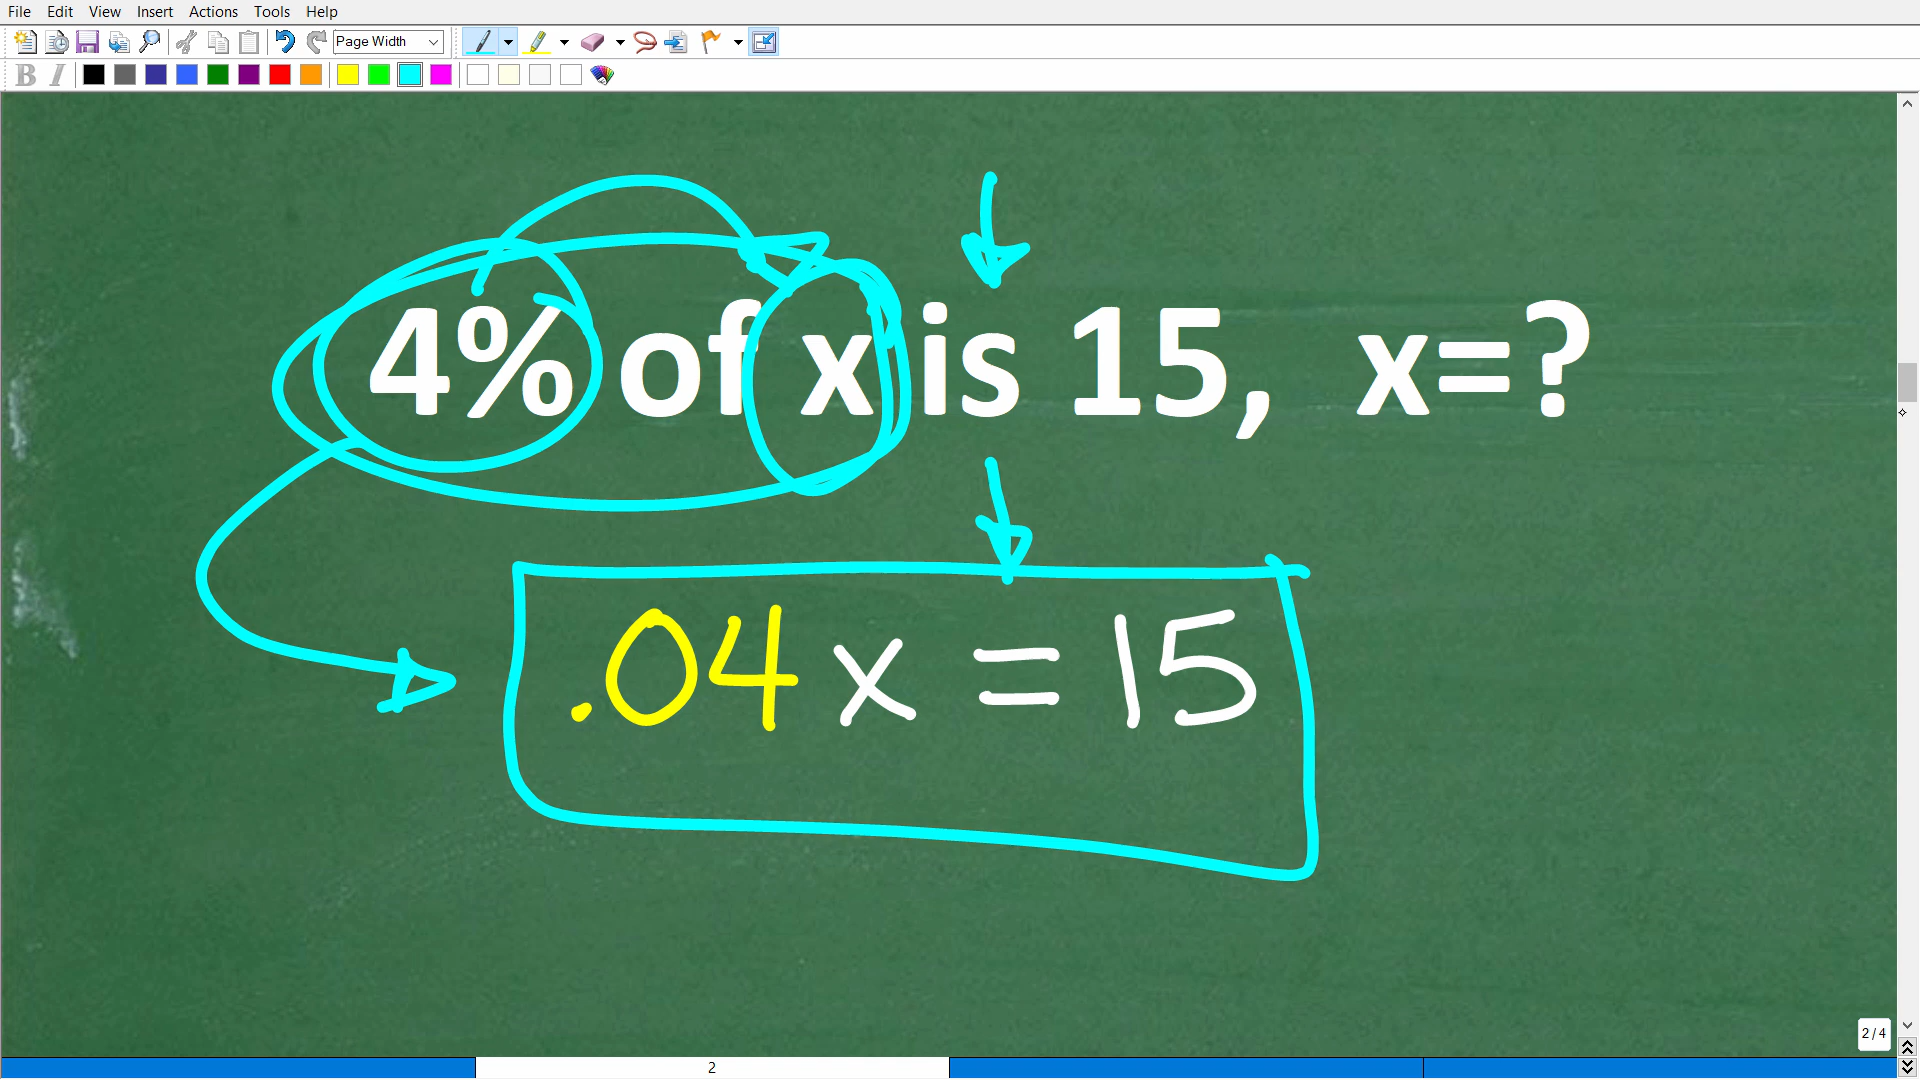 File Edit View Insert Actions Tools Help
Page Width
B I
4% of x is 15, x=?
.04x = 15
2 / 4
2